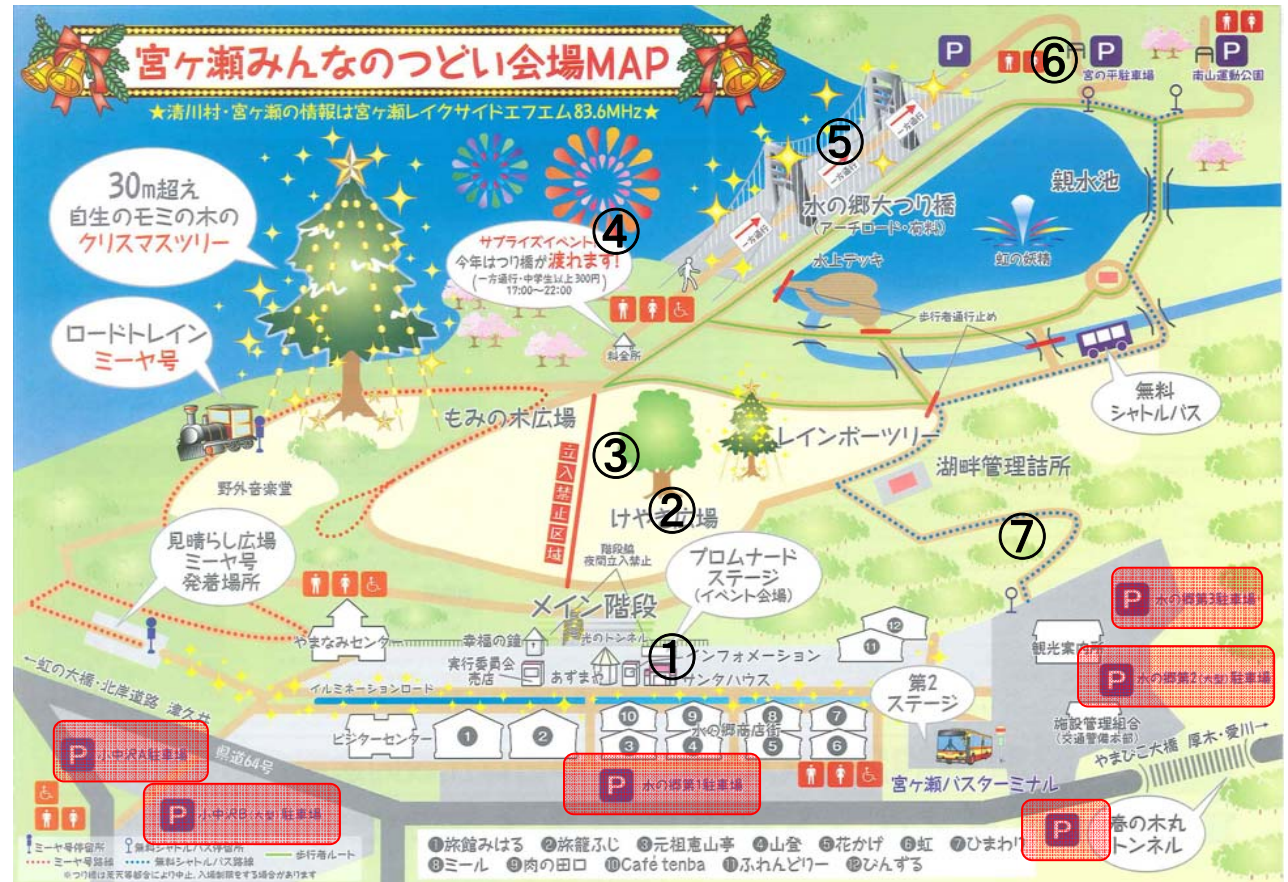 宮ヶ瀬みんなのつどい会場MAP
★清川村・宮ヶ瀬の情報は宮ヶ瀬レイクサイドエフエム83.6MHz★
P
⑥
P
宮の平駐車場
P
南山運動公園
30m超え
自生のモミの木の
クリスマスツリー
④
サプライズイベント
今年はつり橋が渡れます!
(一方通行・中学生以上300円)
17:00〜22:00
⑤
一方通行
一方通行
一方通行
水の郷大つり橋
(アーチロード・有料)
親水池
虹の妖精
水上デッキ
歩行者通行止め
料金所
ロードトレイン
ミーヤ号
無料
シャトルバス
もみの木広場
レインボーツリー
③
立入禁止区域
②
けやき広場
湖畔管理詰所
野外音楽堂
⑦
見晴らし広場
ミーヤ号
発着場所
階段脇
夜間立入禁止
プロムナード
ステージ
(イベント会場)
メイン階段
やまなみセンター
幸福の鐘
光のトンネル
①
インフォメーション
実行委員会
売店
あずまや
サンタハウス
⑫
⑪
観光案内所
P 水の郷第3駐車場
P 水の郷第2(大型)駐車場
←虹の大橋・北岸道路 津久井
イルミネーションロード
第2
ステージ
施設管理組合
(交通警備本部)
やまびこ大橋 厚木・愛川→
ビジターセンター
❶
❷
❿ ❾ ❽ ❼
水の郷商店街
❸ ❹ ❺ ❻
宮ヶ瀬バスターミナル
P 小中沢A駐車場
県道64号
P 小中沢B(大型)駐車場
P 水の郷第1駐車場
P
春の木丸
トンネル
ミーヤ号停留所 無料シャトルバス停留所
ミーヤ号路線 無料シャトルバス路線 歩行者ルート
※つり橋は荒天等都合により中止、入場制限をする場合があります
❶旅館みはる ❷旅籠ふじ ❸元祖恵山亭 ❹山登 ❺花かげ ❻虹 ❼ひまわり
❽ミール ❾肉の田口 ❿Café tenba ⓫ふれんどりー ⓬びんずる